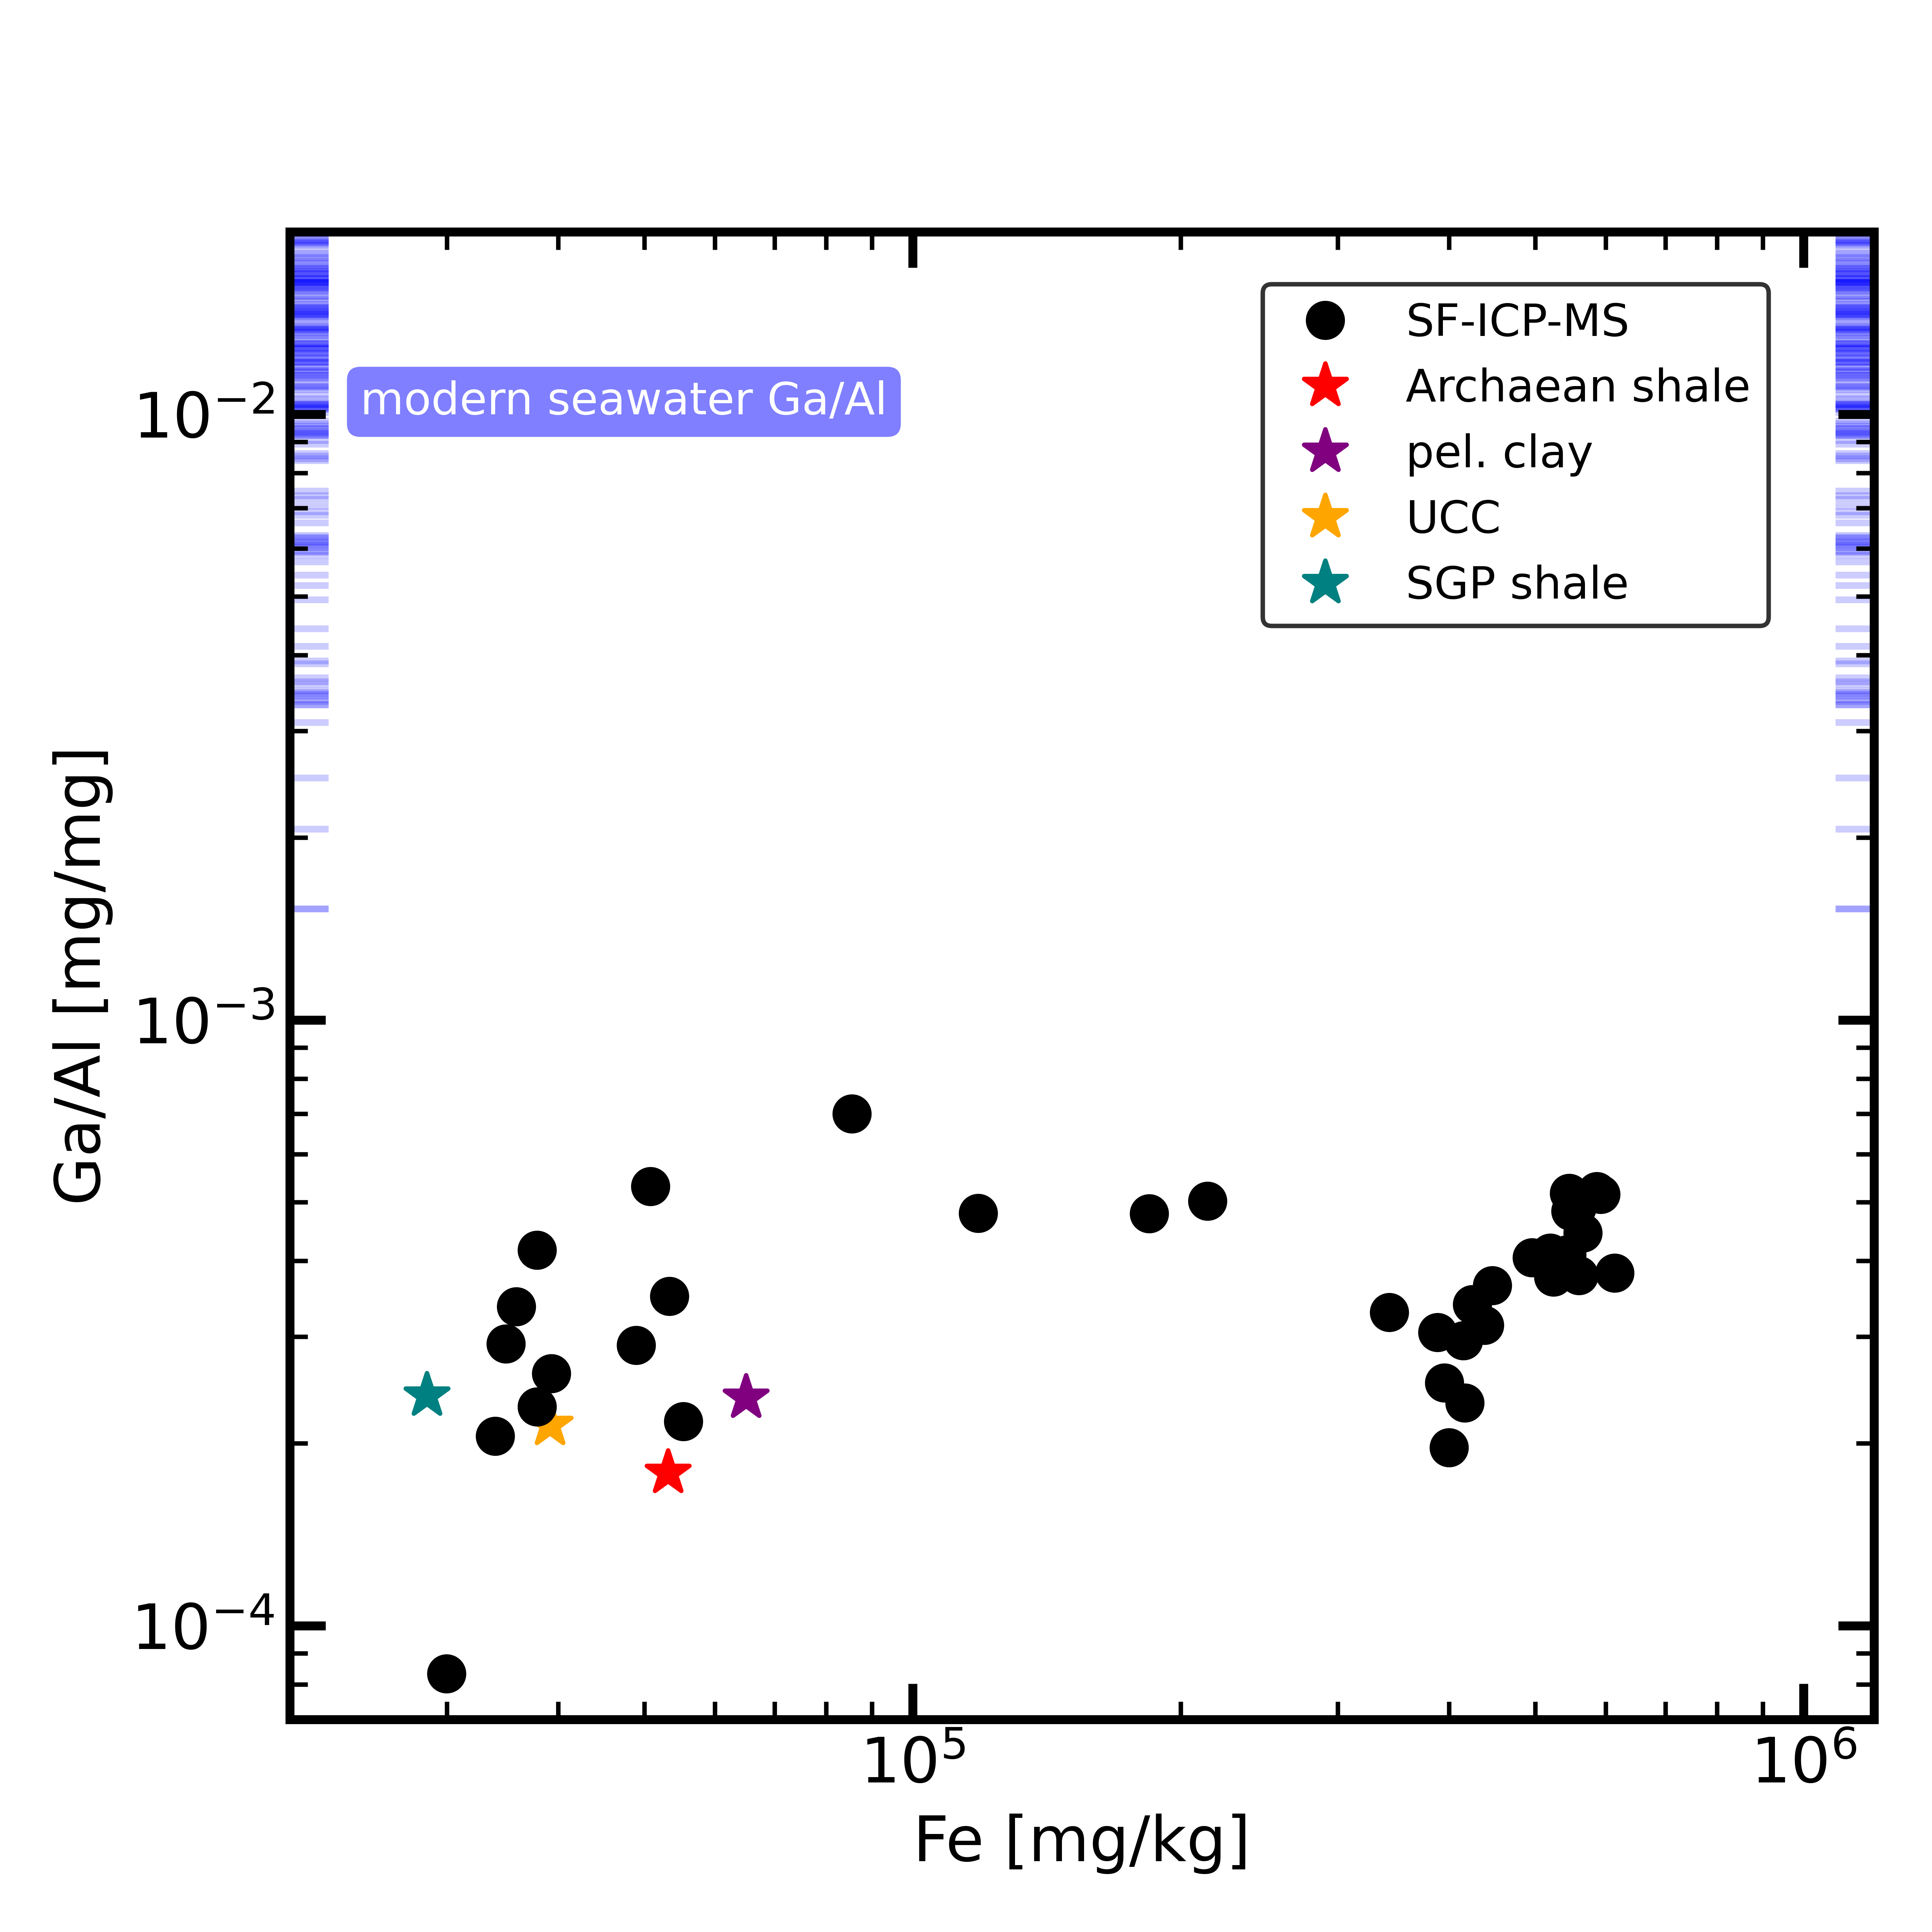 modern seawater Ga/Al
SF-ICP-MS
Archaean shale
pel. clay
UCC
SGP shale
10⁻²
10⁻³
10⁻⁴
Ga/Al [mg/mg]
10⁵
10⁶
Fe [mg/kg]